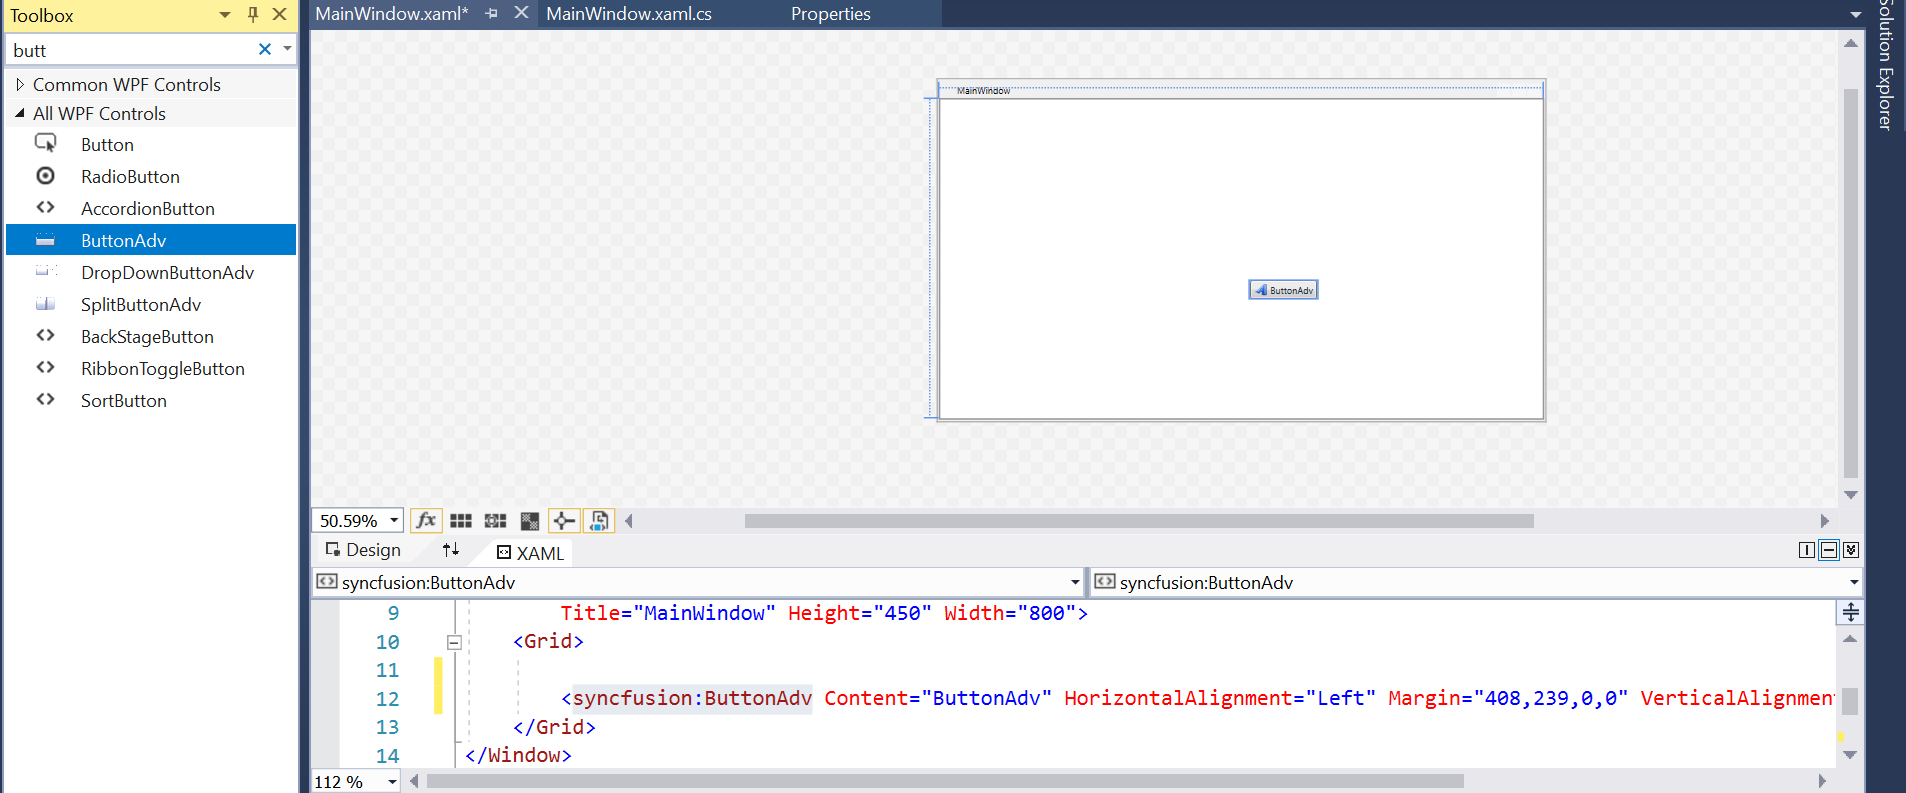 Toolbox
butt
Common WPF Controls
All WPF Controls
Button
RadioButton
AccordionButton
ButtonAdv
DropDownButtonAdv
SplitButtonAdv
BackStageButton
RibbonToggleButton
SortButton
MainWindow.xaml* MainWindow.xaml.cs Properties
MainWindow
ButtonAdv
50.59% fx
Design XAML
syncfusion:ButtonAdv syncfusion:ButtonAdv
9 Title="MainWindow" Height="450" Width="800">
10 <Grid>
11
12 <syncfusion:ButtonAdv Content="ButtonAdv" HorizontalAlignment="Left" Margin="408,239,0,0" VerticalAlignment
13 </Grid>
14 </Window>
112 %
Solution Explorer